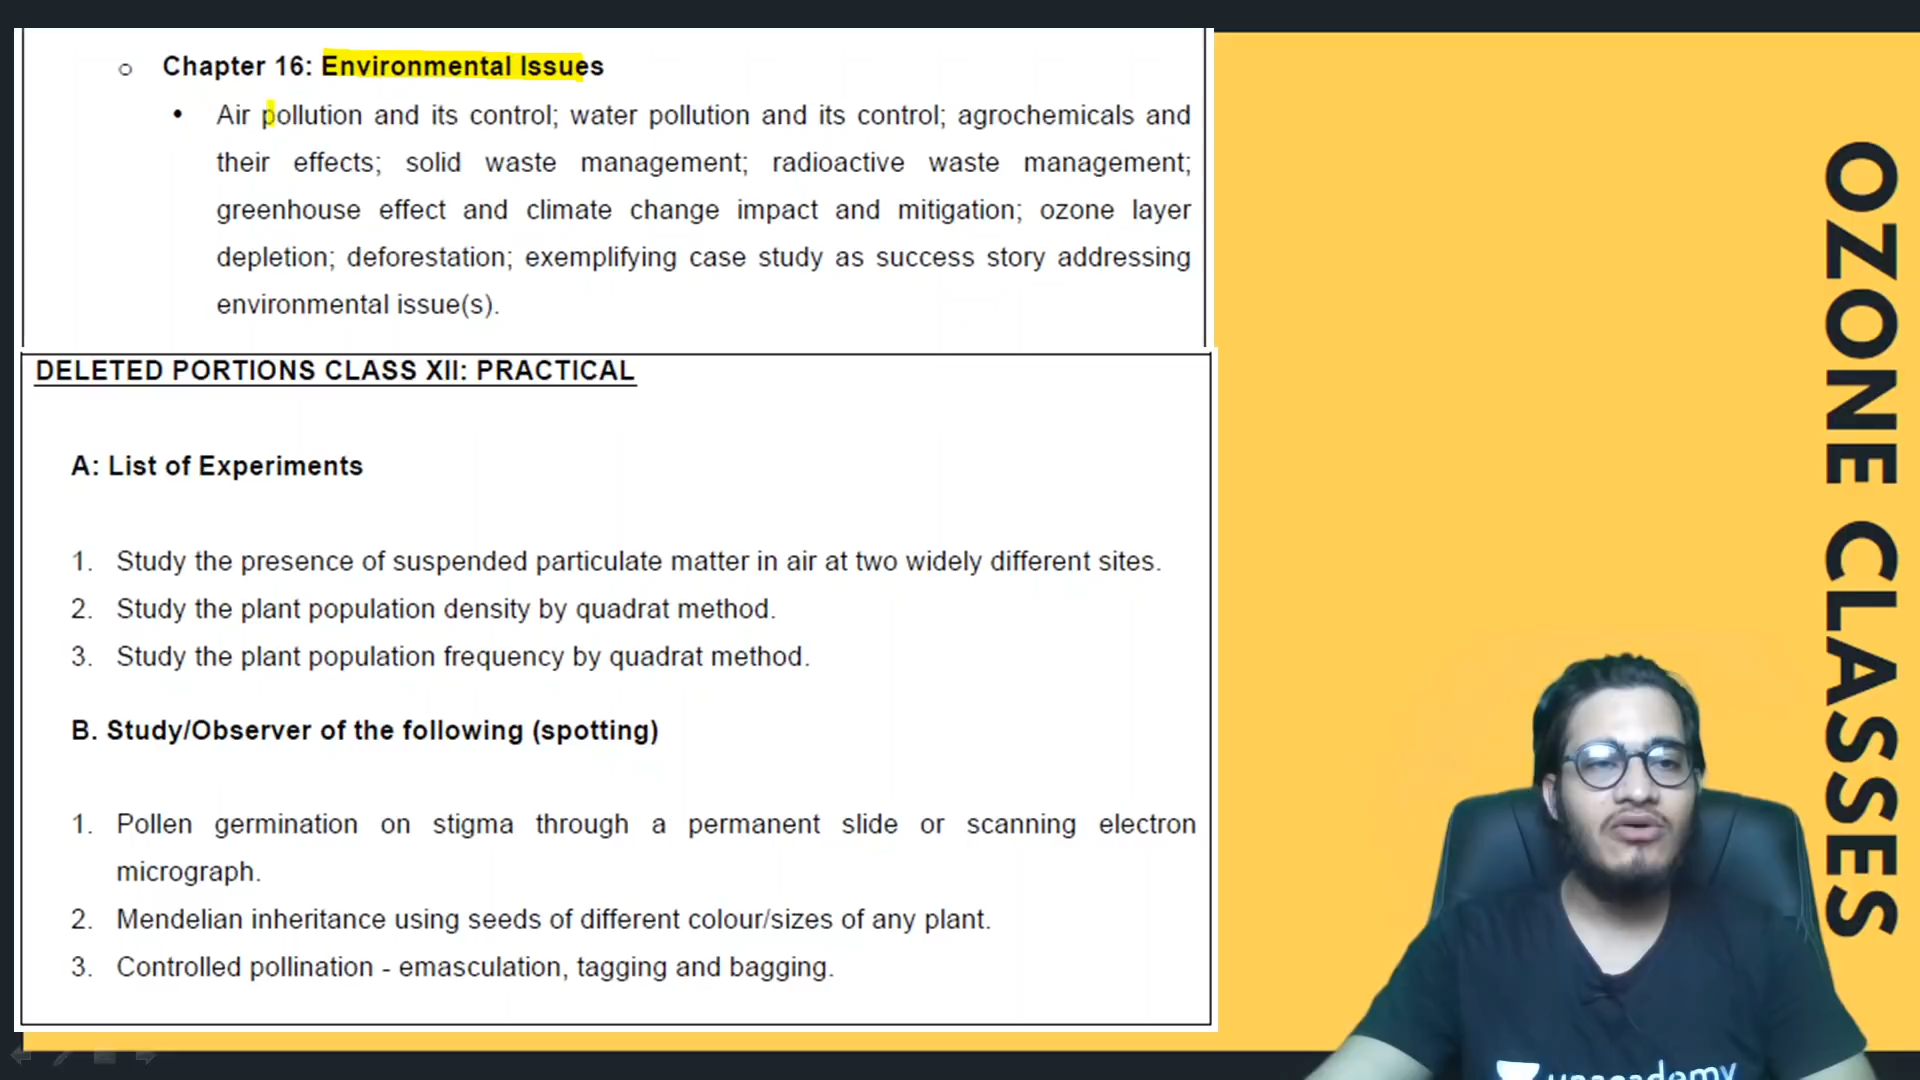 o Chapter 16: Environmental Issues
• Air pollution and its control; water pollution and its control; agrochemicals and
their effects; solid waste management; radioactive waste management;
greenhouse effect and climate change impact and mitigation; ozone layer
depletion; deforestation; exemplifying case study as success story addressing
environmental issue(s).
DELETED PORTIONS CLASS XII: PRACTICAL
A: List of Experiments
1. Study the presence of suspended particulate matter in air at two widely different sites.
2. Study the plant population density by quadrat method.
3. Study the plant population frequency by quadrat method.
B. Study/Observer of the following (spotting)
1. Pollen germination on stigma through a permanent slide or scanning electron
micrograph.
2. Mendelian inheritance using seeds of different colour/sizes of any plant.
3. Controlled pollination - emasculation, tagging and bagging.
OZONE CLASSES
unacademy